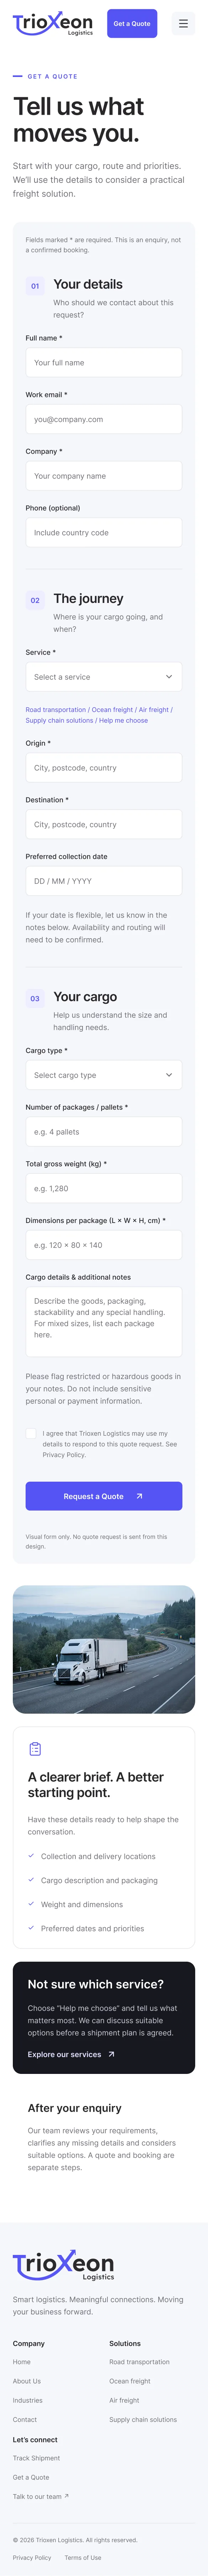 TrioXeon
Logistics
Get a Quote
GET A QUOTE
Tell us what
moves you.
Start with your cargo, route and priorities.
We'll use the details to consider a practical
freight solution.
Fields marked * are required. This is an enquiry, not
a confirmed booking.
01
Your details
Who should we contact about this
request?
Full name *
Your full name
Work email *
you@company.com
Company *
Your company name
Phone (optional)
Include country code
02
The journey
Where is your cargo going, and
when?
Service *
Select a service
Road transportation / Ocean freight / Air freight /
Supply chain solutions / Help me choose
Origin *
City, postcode, country
Destination *
City, postcode, country
Preferred collection date
DD / MM / YYYY
If your date is flexible, let us know in the
notes below. Availability and routing will
need to be confirmed.
03
Your cargo
Help us understand the size and
handling needs.
Cargo type *
Select cargo type
Number of packages / pallets *
e.g. 4 pallets
Total gross weight (kg) *
e.g. 1,280
Dimensions per package (L × W × H, cm) *
e.g. 120 × 80 × 140
Cargo details & additional notes
Describe the goods, packaging,
stackability and any special handling.
For mixed sizes, list each package
here.
Please flag restricted or hazardous goods in
your notes. Do not include sensitive
personal or payment information.
I agree that Trioxen Logistics may use my
details to respond to this quote request. See
Privacy Policy.
Request a Quote
Visual form only. No quote request is sent from this
design.
A clearer brief. A better
starting point.
Have these details ready to help shape the
conversation.
Collection and delivery locations
Cargo description and packaging
Weight and dimensions
Preferred dates and priorities
Not sure which service?
Choose “Help me choose” and tell us what
matters most. We can discuss suitable
options before a shipment plan is agreed.
Explore our services
After your enquiry
Our team reviews your requirements,
clarifies any missing details and considers
suitable options. A quote and booking are
separate steps.
TrioXeon
Logistics
Smart logistics. Meaningful connections. Moving
your business forward.
Company
Solutions
Home
Road transportation
About Us
Ocean freight
Industries
Air freight
Contact
Supply chain solutions
Let's connect
Track Shipment
Get a Quote
Talk to our team
© 2026 Trioxen Logistics. All rights reserved.
Privacy Policy
Terms of Use